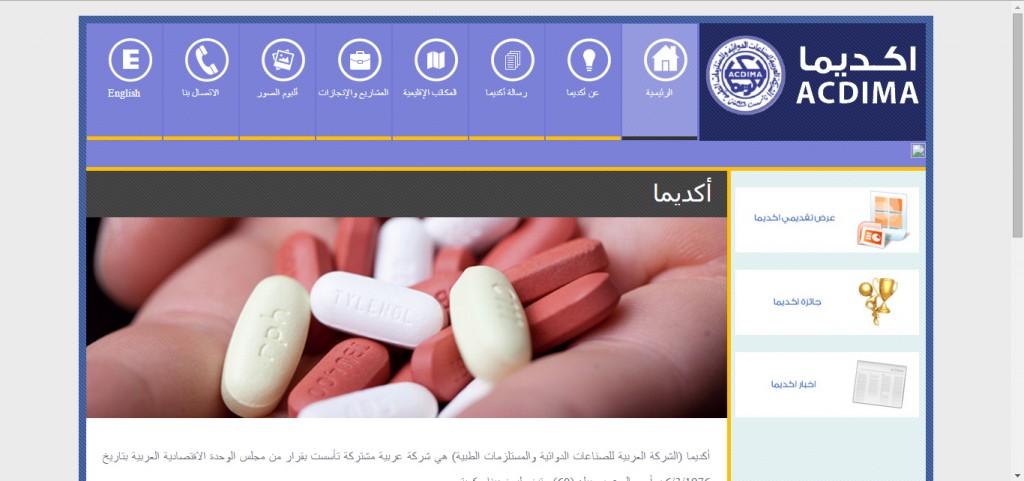 اكديما
ACDIMA
ACDIMA
الرئيسية
عن أكديما
رسالة أكديما
المكاتب الإقليمية
المشاريع والإنجازات
ألبوم الصور
الاتصال بنا
E
English
أكديما
عرض تقديمي اكديما
جائزة اكديما
اخبار اكديما
cph
TYLENOL
أكديما (الشركة العربية للصناعات الدوائية والمستلزمات الطبية) هي شركة عربية مشتركة تأسست بقرار من مجلس الوحدة الاقتصادية العربية بتاريخ